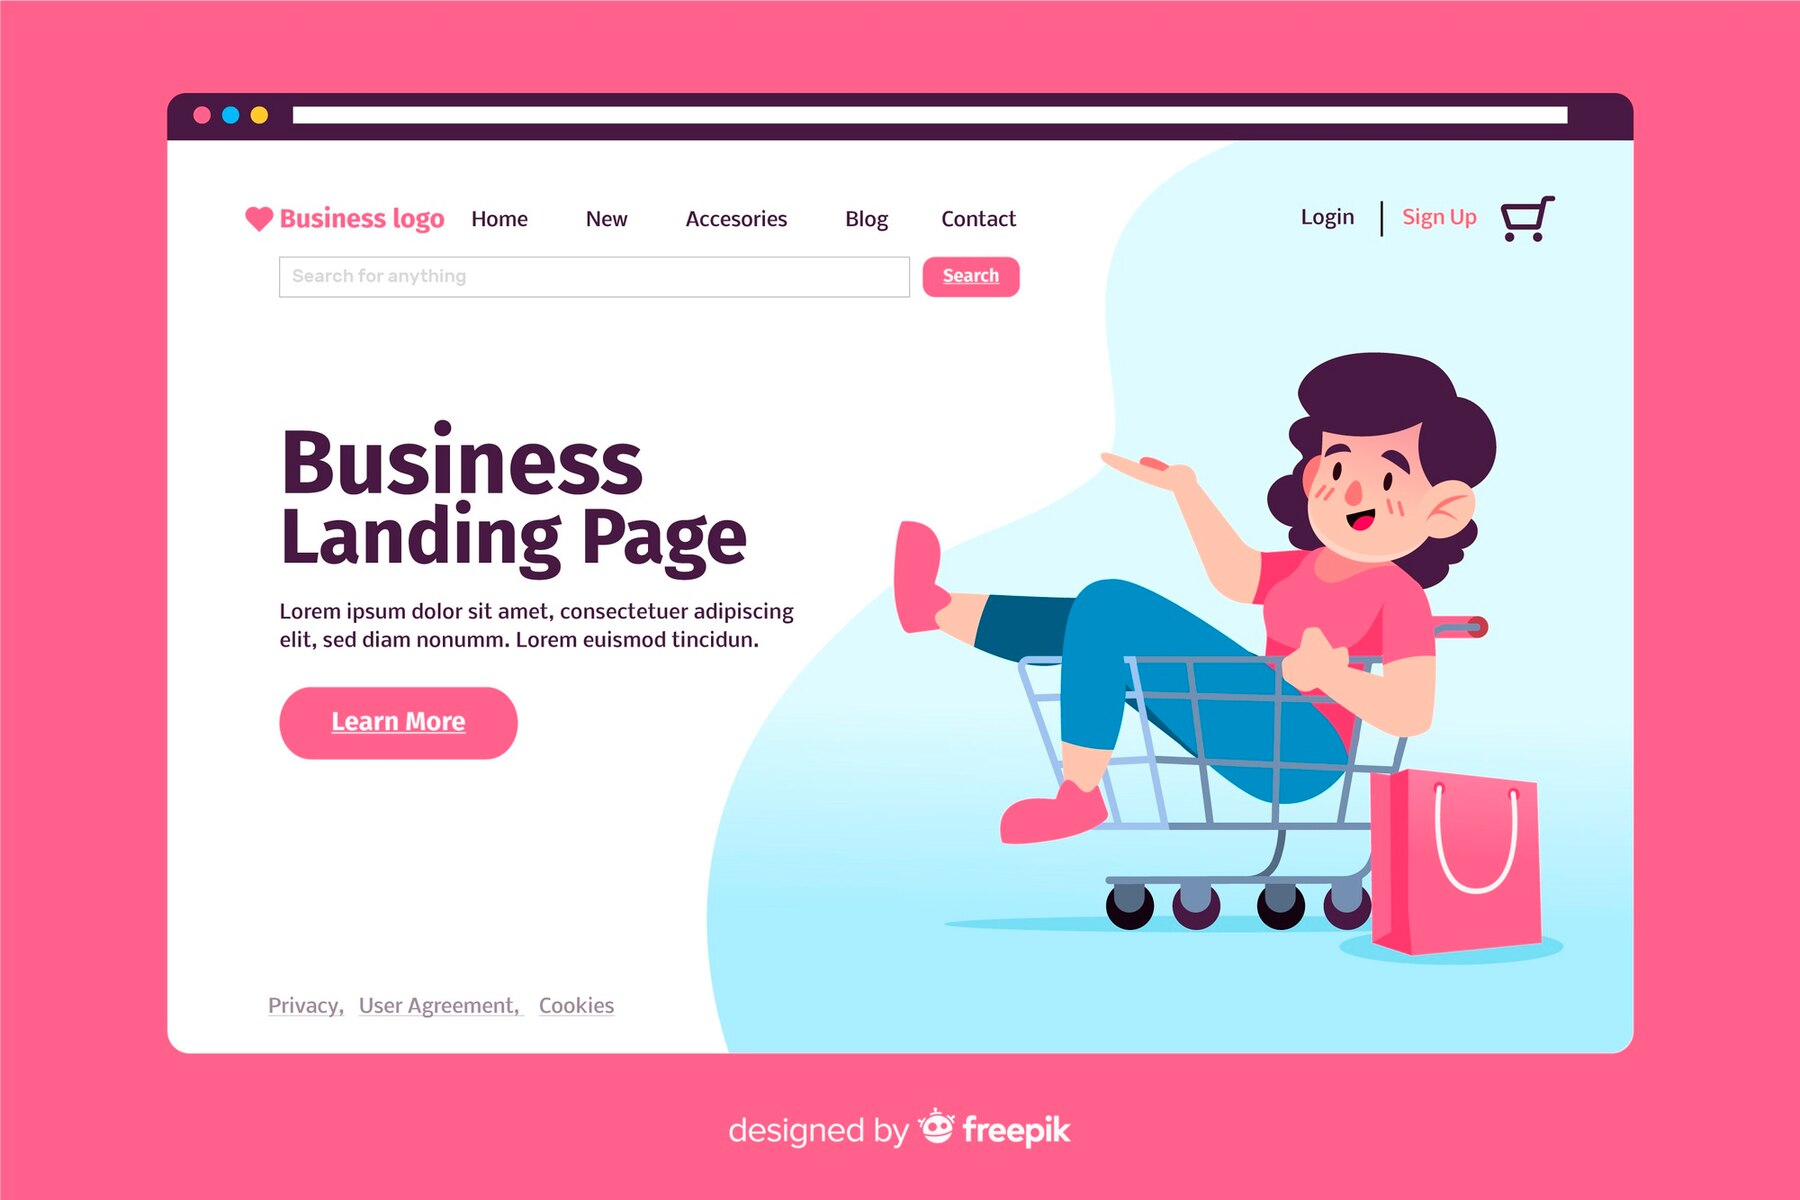 Business logo Home New Accesories Blog Contact Login Sign Up
Search for anything Search
Business
Landing Page
Lorem ipsum dolor sit amet, consectetuer adipiscing
elit, sed diam nonumm. Lorem euismod tincidun.
Learn More
Privacy, User Agreement, Cookies
designed by freepik